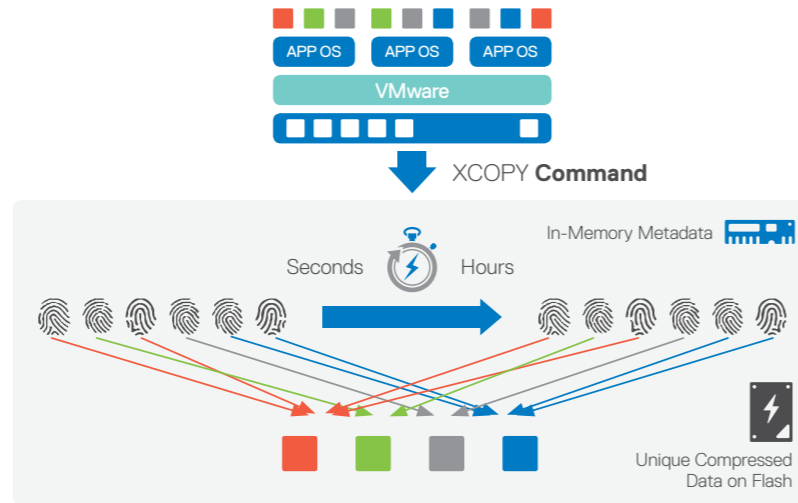 APP OS APP OS APP OS
VMware
XCOPY Command
In-Memory Metadata
Seconds Hours
Unique Compressed
Data on Flash